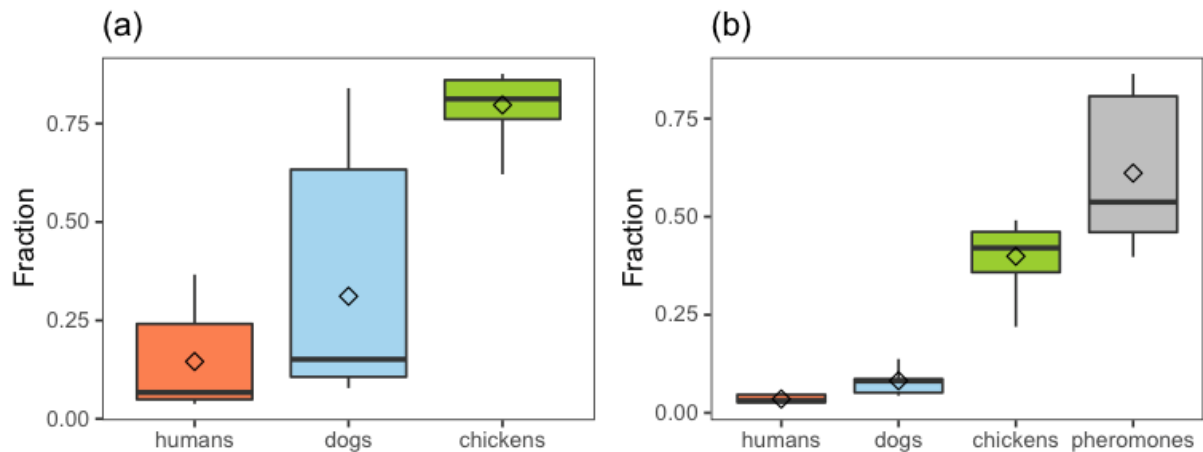 (a)
Fraction
0.75
0.50
0.25
0.00
humans dogs chickens
(b)
Fraction
0.75
0.50
0.25
0.00
humans dogs chickens pheromones